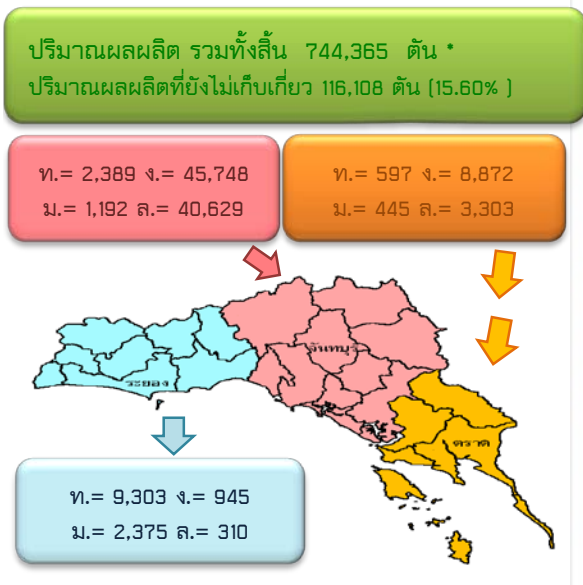 ปริมาณผลผลิต รวมทั้งสิ้น 744,365 ตัน *
ปริมาณผลผลิตที่ยังไม่เก็บเกี่ยว 116,108 ตัน (15.60% )
ท.= 2,389 ง.= 45,748
ม.= 1,192 ล.= 40,629
ท.= 597 ง.= 8,872
ม.= 445 ล.= 3,303
จันทบุรี
ระยอง
ตราด
ท.= 9,303 ง.= 945
ม.= 2,375 ล.= 310